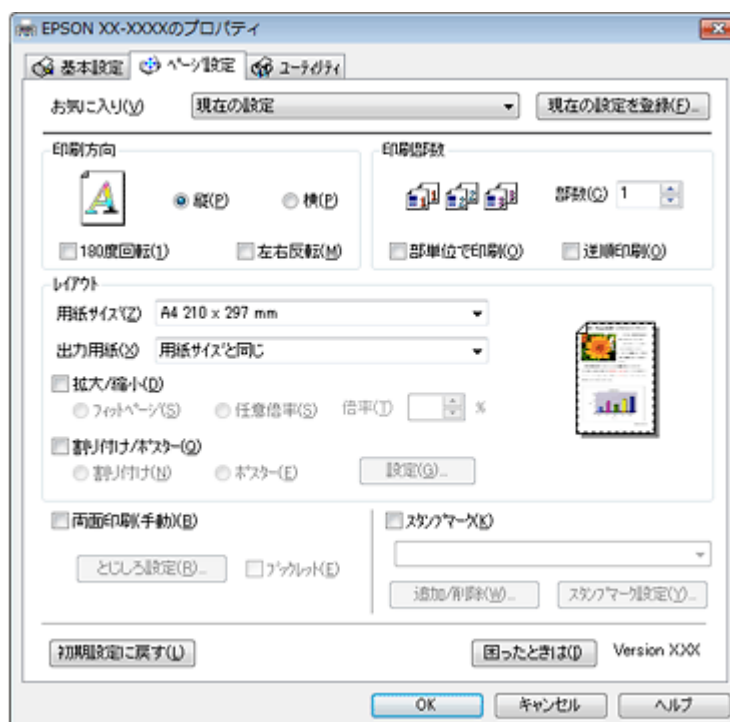 EPSON XX-XXXXのプロパティ
基本設定 ページ設定 ユーティリティ
お気に入り(V) 現在の設定 現在の設定を登録(F)...
印刷方向
縦(P) 横(P)
180度回転(1) 左右反転(M)
印刷部数
部数(C) 1
部単位で印刷(O) 逆順印刷(O)
レイアウト
用紙サイズ(Z) A4 210 x 297 mm
出力用紙(X) 用紙サイズと同じ
拡大/縮小(D)
フィットページ(S) 任意倍率(S) 倍率(T) %
割り付け/ポスター(Q)
割り付け(N) ポスター(E) 設定(G)...
両面印刷(手動)(B)
とじしろ設定(R)... ブックレット(E)
スタンプマーク(K)
追加/削除(W)... スタンプマーク設定(Y)...
初期設定に戻す(L) 困ったときは(I) Version X.XX
OK キャンセル ヘルプ